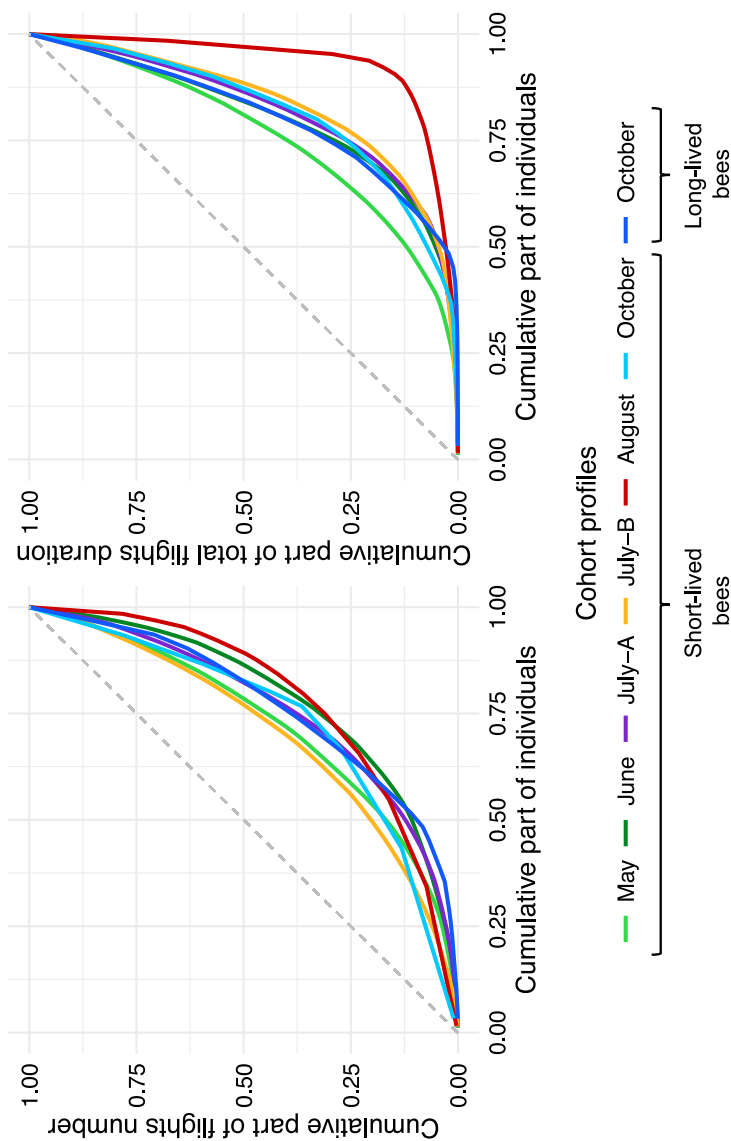 Cumulative part of flights number
1.00
0.75
0.50
0.25
0.00
0.00 0.25 0.50 0.75 1.00
Cumulative part of individuals
Cumulative part of total flights duration
1.00
0.75
0.50
0.25
0.00
0.00 0.25 0.50 0.75 1.00
Cumulative part of individuals
Cohort profiles
May June July−A July−B August October October
Short-lived
bees
Long-lived
bees